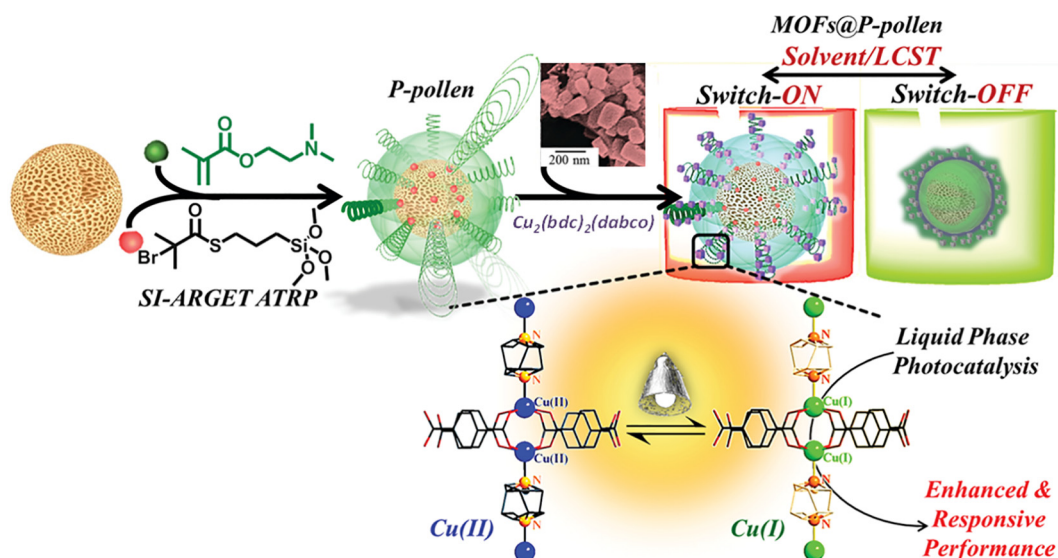 MOFs@P-pollen
Solvent/LCST
P-pollen
Switch-ON
Switch-OFF
O
O
N
200 nm
Cu₂(bdc)₂(dabco)
O
Br
S
Si
O
O
O
SI-ARGET ATRP
N
N
Cu(II)
Cu(II)
N
N
Cu(II)
N
N
Cu(I)
Cu(I)
N
N
Cu(I)
Liquid Phase
Photocatalysis
Enhanced &
Responsive
Performance